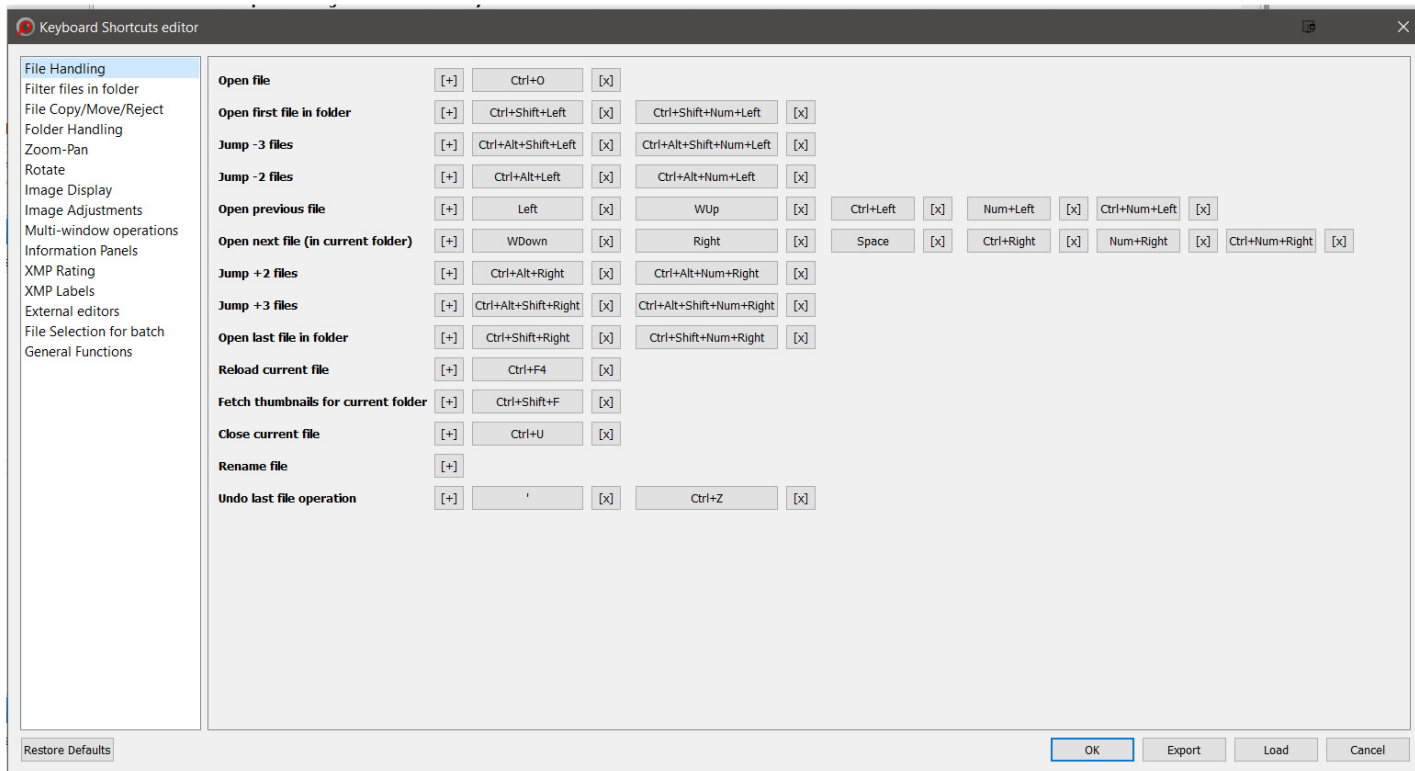 Keyboard Shortcuts editor
File Handling
Filter files in folder
File Copy/Move/Reject
Folder Handling
Zoom-Pan
Rotate
Image Display
Image Adjustments
Multi-window operations
Information Panels
XMP Rating
XMP Labels
External editors
File Selection for batch
General Functions
Open file [+] Ctrl+O [x]
Open first file in folder [+] Ctrl+Shift+Left [x] Ctrl+Shift+Num+Left [x]
Jump -3 files [+] Ctrl+Alt+Shift+Left [x] Ctrl+Alt+Shift+Num+Left [x]
Jump -2 files [+] Ctrl+Alt+Left [x] Ctrl+Alt+Num+Left [x]
Open previous file [+] Left [x] WUp [x] Ctrl+Left [x] Num+Left [x] Ctrl+Num+Left [x]
Open next file (in current folder) [+] WDown [x] Right [x] Space [x] Ctrl+Right [x] Num+Right [x] Ctrl+Num+Right [x]
Jump +2 files [+] Ctrl+Alt+Right [x] Ctrl+Alt+Num+Right [x]
Jump +3 files [+] Ctrl+Alt+Shift+Right [x] Ctrl+Alt+Shift+Num+Right [x]
Open last file in folder [+] Ctrl+Shift+Right [x] Ctrl+Shift+Num+Right [x]
Reload current file [+] Ctrl+F4 [x]
Fetch thumbnails for current folder [+] Ctrl+Shift+F [x]
Close current file [+] Ctrl+U [x]
Rename file [+]
Undo last file operation [+] ' [x] Ctrl+Z [x]
Restore Defaults OK Export Load Cancel